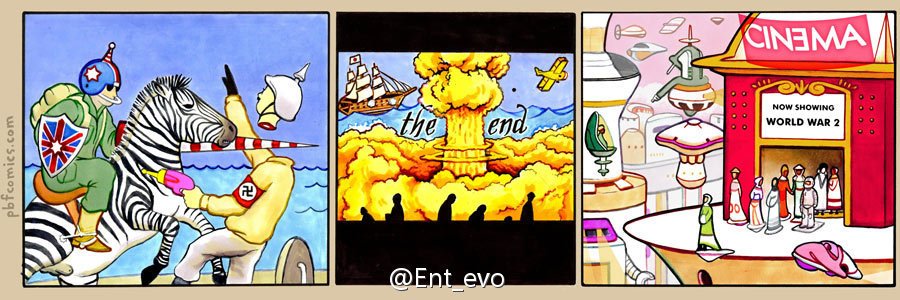 pbfcomics.com
the end
CINEMA
NOW SHOWING
WORLD WAR 2
@Ent_evo